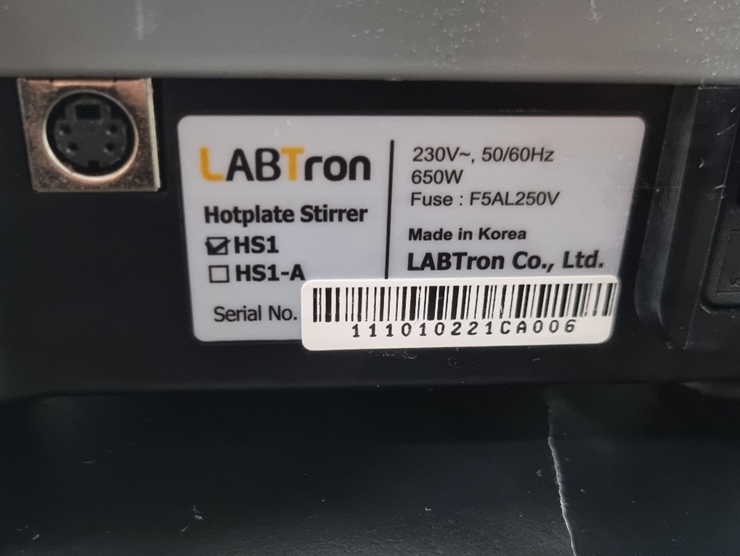 LABTron
Hotplate Stirrer
☑ HS1
☐ HS1-A
Serial No.
111010221CA006
230V~, 50/60Hz
650W
Fuse : F5AL250V
Made in Korea
LABTron Co., Ltd.